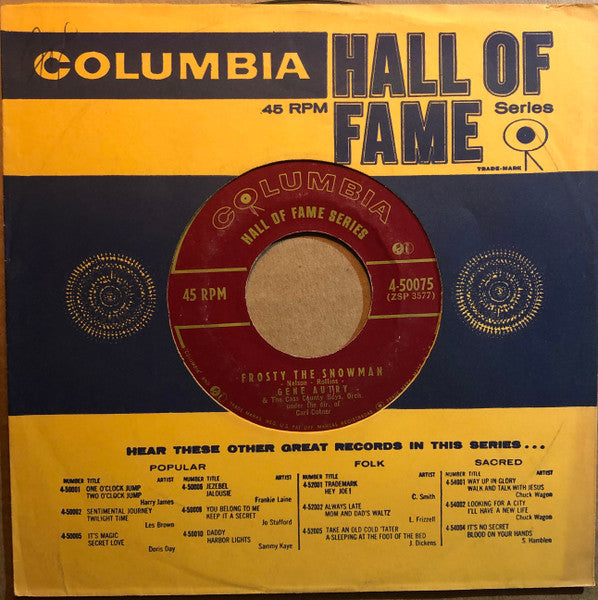 COLUMBIA
HALL OF
FAME
45 RPM
Series
TRADE-MARK
COLUMBIA
HALL OF FAME SERIES
45 RPM
4-50075
(ZSP 3577)
FROSTY THE SNOWMAN
- Nelson - Rollins -
GENE AUTRY -
& The Cass County Boys, Orch.
under the dir. of
Carl Cotner
HEAR THESE OTHER GREAT RECORDS IN THIS SERIES...
POPULAR
NUMBER TITLE ARTIST
4-50001 ONE O'CLOCK JUMP
TWO O'CLOCK JUMP
Harry James
4-50002 SENTIMENTAL JOURNEY
TWILIGHT TIME
Les Brown
4-50005 IT'S MAGIC
SECRET LOVE
Doris Day
NUMBER TITLE ARTIST
4-50006 JEZEBEL
JALOUSIE
Frankie Laine
4-50008 YOU BELONG TO ME
KEEP IT A SECRET
Jo Stafford
4-50010 DADDY
HARBOR LIGHTS
Sammy Kaye
FOLK
NUMBER TITLE ARTIST
4-52001 TRADEMARK
HEY JOE!
C. Smith
4-52002 ALWAYS LATE
MOM AND DAD'S WALTZ
L. Frizzell
4-52005 TAKE AN OLD COLD 'TATER
A SLEEPING AT THE FOOT OF THE BED
J. Dickens
SACRED
NUMBER TITLE ARTIST
4-54001 WAY UP IN GLORY
WALK AND TALK WITH JESUS
Chuck Wagon
4-54002 LOOKING FOR A CITY
I'LL HAVE A NEW LIFE
Chuck Wagon
4-54004 IT'S NO SECRET
BLOOD ON YOUR HANDS
S. Hamblen